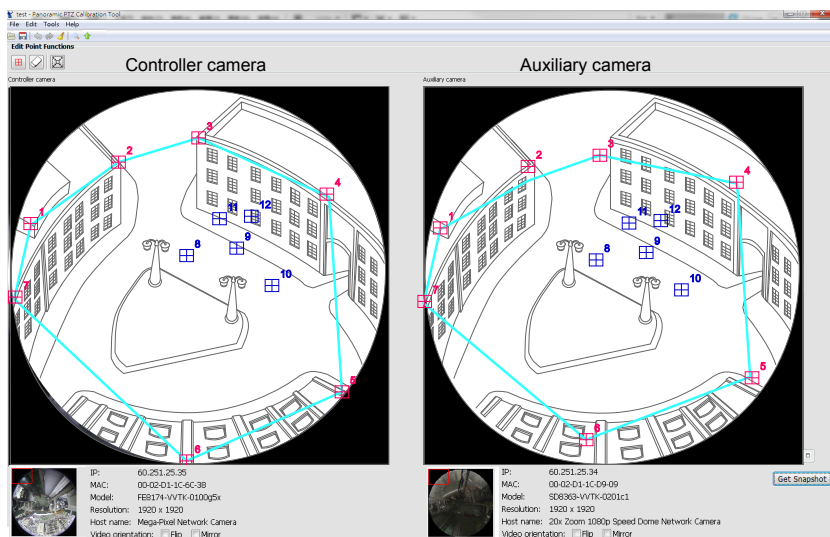 test - Panoramic PTZ Calibration Tool
File Edit Tools Help
Edit Point Functions
Controller camera
Auxiliary camera
Controller camera
Auxiliary camera
1
2
3
4
5
6
7
8
9
10
11
12
1
2
3
4
5
6
7
8
9
10
11
12
IP: 60.251.25.35
MAC: 00-02-D1-1C-6C-3B
Model: FE8174-VVTK-0100g5x
Resolution: 1920 x 1920
Host name: Mega-Pixel Network Camera
Video orientation: Flip Mirror
IP: 60.251.25.34
MAC: 00-02-D1-1C-D9-09
Model: SD8363-VVTK-0201c1
Resolution: 1920 x 1920
Host name: 20x Zoom 1080p Speed Dome Network Camera
Video orientation: Flip Mirror
Get Snapshot